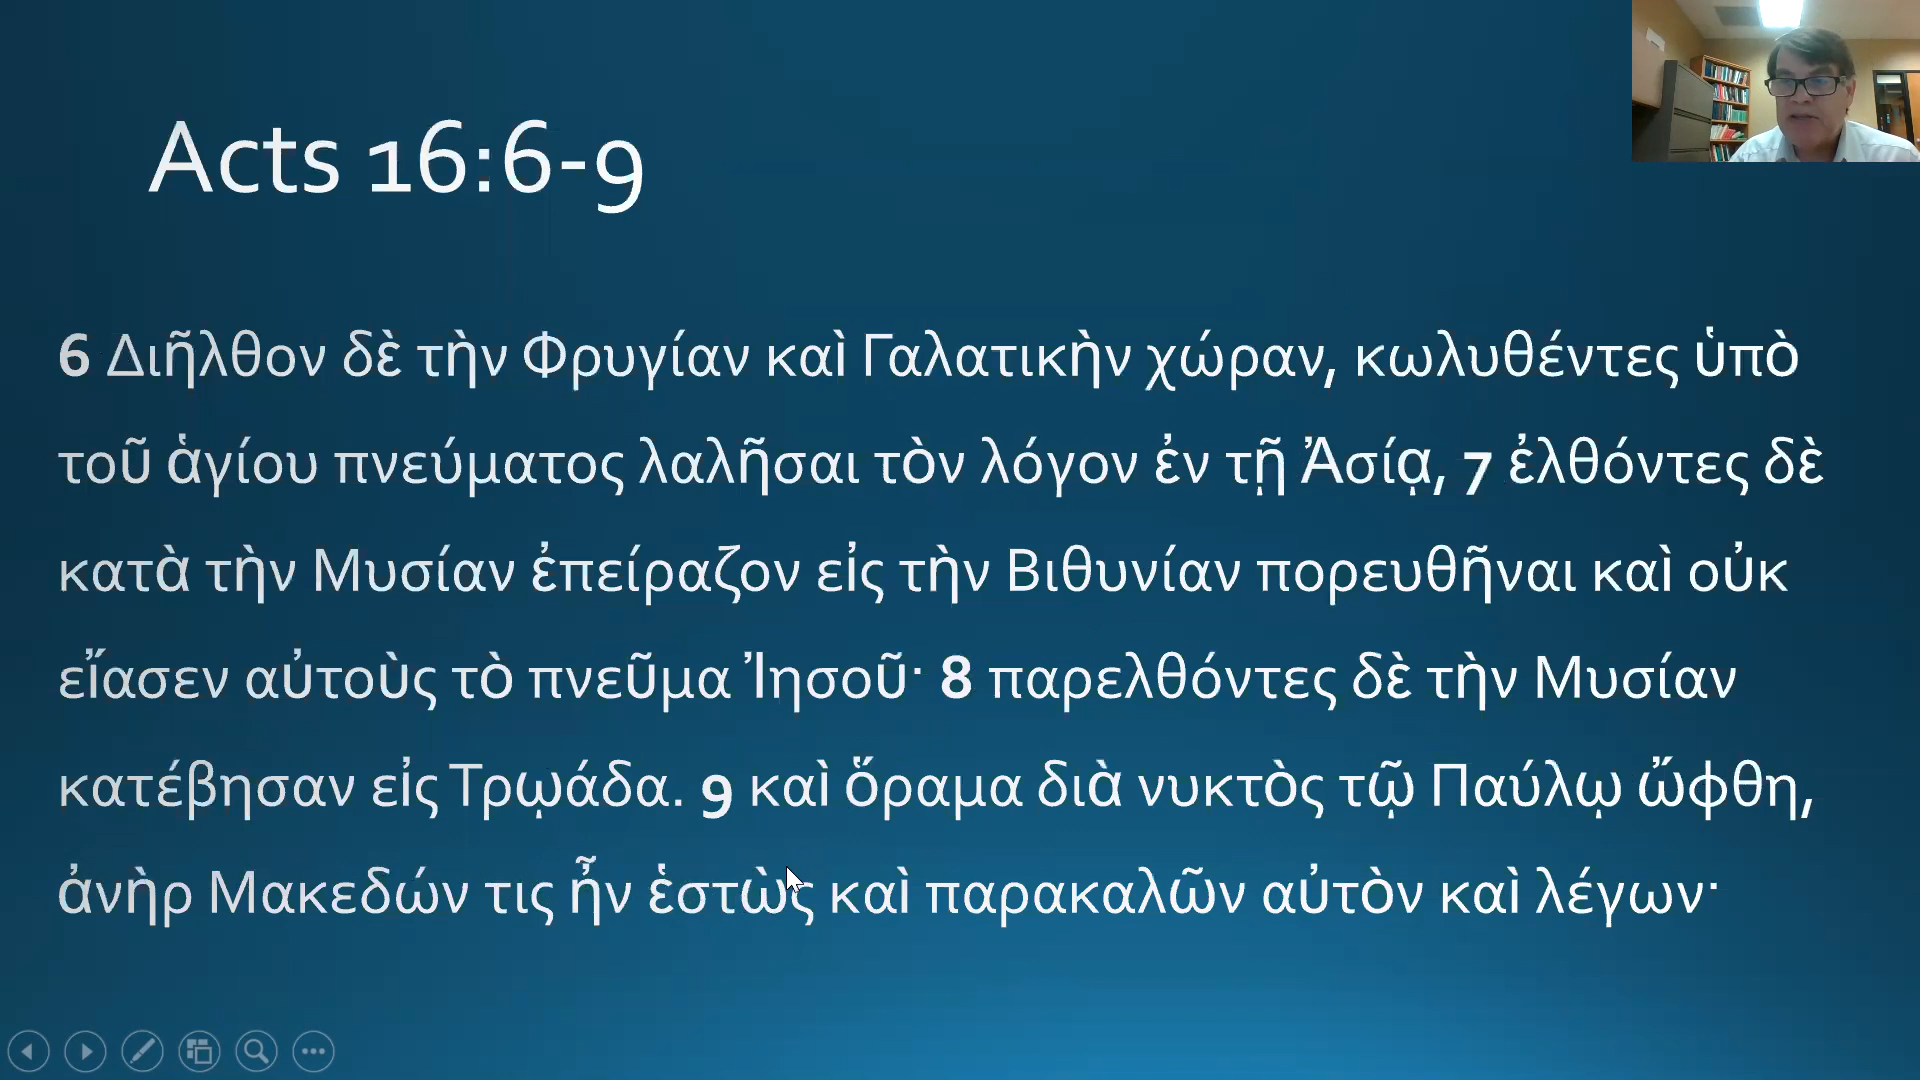 Acts 16:6-9
6 Διῆλθον δὲ τὴν Φρυγίαν καὶ Γαλατικὴν χώραν, κωλυθέντες ὑπὸ
τοῦ ἁγίου πνεύματος λαλῆσαι τὸν λόγον ἐν τῇ Ἀσίᾳ, 7 ἐλθόντες δὲ
κατὰ τὴν Μυσίαν ἐπείραζον εἰς τὴν Βιθυνίαν πορευθῆναι καὶ οὐκ
εἴασεν αὐτοὺς τὸ πνεῦμα Ἰησοῦ· 8 παρελθόντες δὲ τὴν Μυσίαν
κατέβησαν εἰς Τρῳάδα. 9 καὶ ὅραμα διὰ νυκτὸς τῷ Παύλῳ ὤφθη,
ἀνὴρ Μακεδών τις ἦν ἑστὼς καὶ παρακαλῶν αὐτὸν καὶ λέγων·